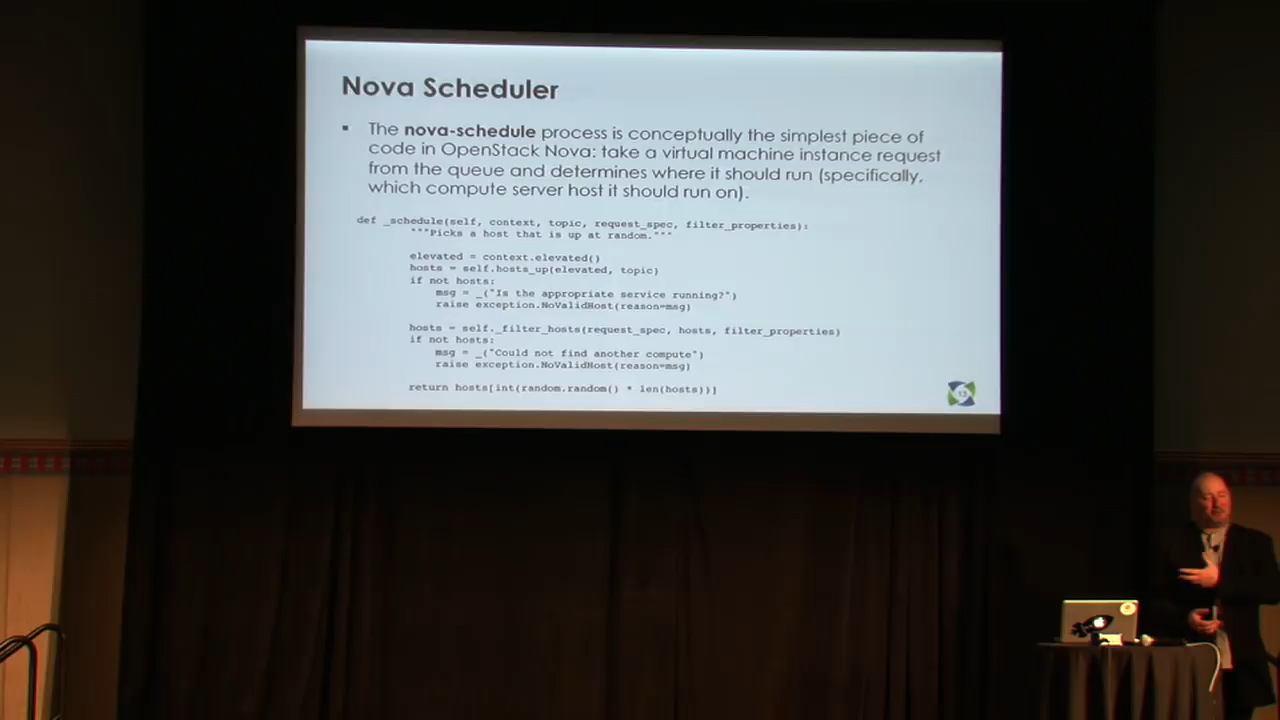 Nova Scheduler
▪ The nova-schedule process is conceptually the simplest piece of
code in OpenStack Nova: take a virtual machine instance request
from the queue and determines where it should run (specifically,
which compute server host it should run on).
def _schedule(self, context, topic, request_spec, filter_properties):
"""Picks a host that is up at random."""
elevated = context.elevated()
hosts = self.hosts_up(elevated, topic)
if not hosts:
msg = _("Is the appropriate service running?")
raise exception.NoValidHost(reason=msg)
hosts = self._filter_hosts(request_spec, hosts, filter_properties)
if not hosts:
msg = _("Could not find another compute")
raise exception.NoValidHost(reason=msg)
return hosts[int(random.random() * len(hosts))]